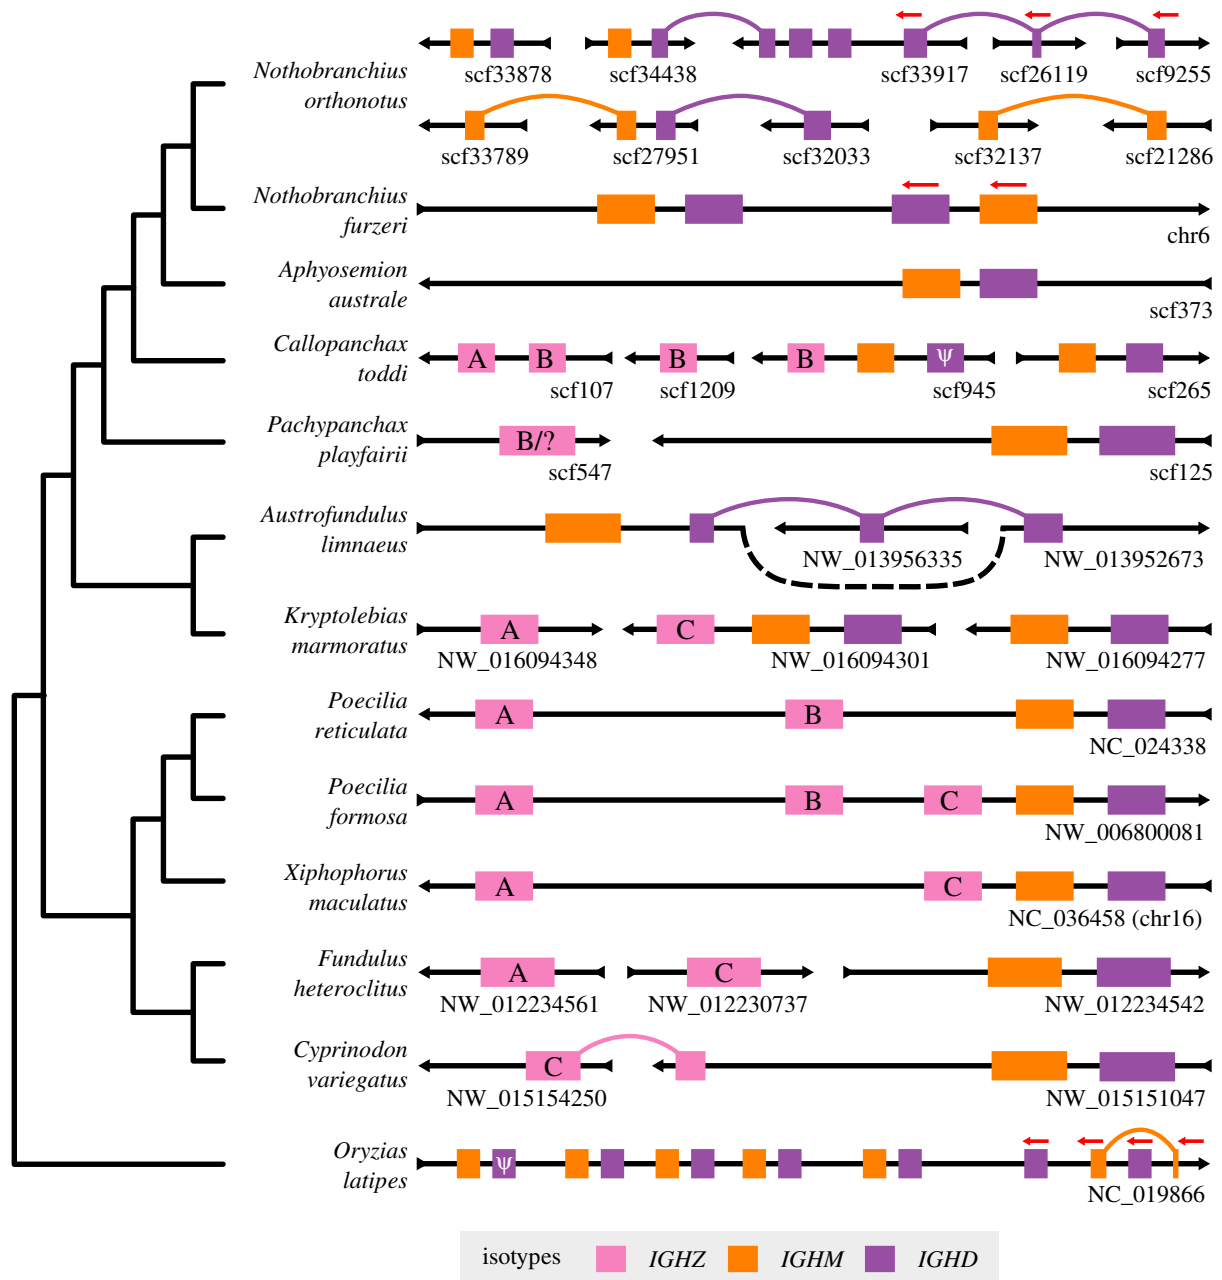 scf33878 scf34438 scf33917 scf26119 scf9255
Nothobranchius
orthonotus
scf33789 scf27951 scf32033 scf32137 scf21286
Nothobranchius
furzeri
chr6
Aphyosemion
australe
scf373
Callopanchax
toddi
A B B B ψ
scf107 scf1209 scf945 scf265
Pachypanchax
playfairii
B/?
scf547 scf125
Austrofundulus
limnaeus
NW_013956335 NW_013952673
Kryptolebias
marmoratus
A C
NW_016094348 NW_016094301 NW_016094277
Poecilia
reticulata
A B
NC_024338
Poecilia
formosa
A B C
NW_006800081
Xiphophorus
maculatus
A C
NC_036458 (chr16)
Fundulus
heteroclitus
A C
NW_012234561 NW_012230737 NW_012234542
Cyprinodon
variegatus
C
NW_015154250 NW_015151047
Oryzias
latipes
ψ
NC_019866
isotypes IGHZ IGHM IGHD